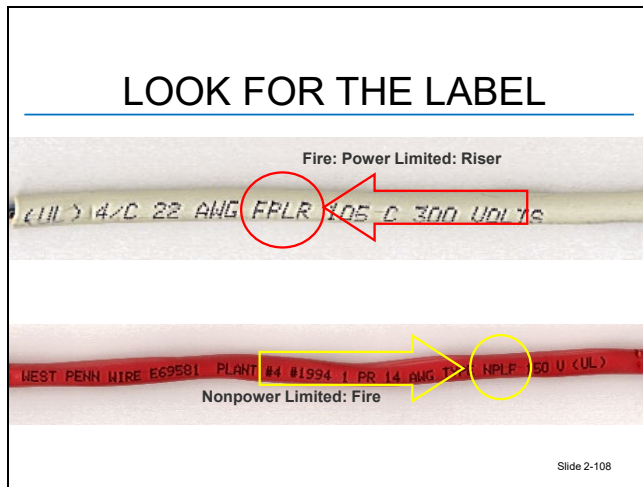 LOOK FOR THE LABEL
Fire: Power Limited: Riser
(UL) 4/C 22 AWG FPLR 105 C 300 VOLTS
WEST PENN WIRE E69581 PLANT #4 #1994 1 PR 14 AWG NPLF 150 V (UL)
Nonpower Limited: Fire
Slide 2-108